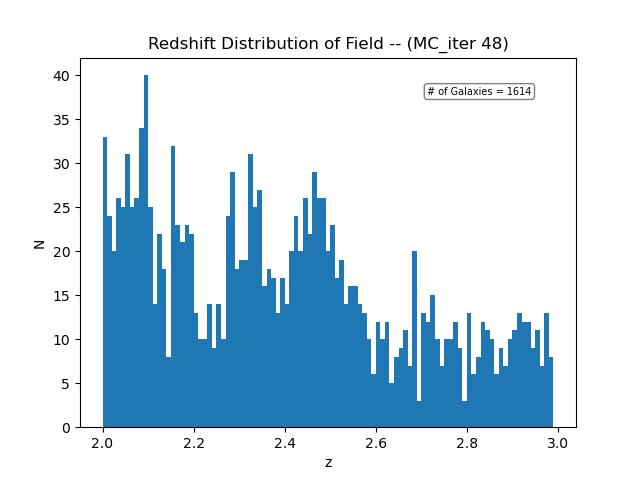 Redshift Distribution of Field -- (MC_iter 48)
# of Galaxies = 1614
40
35
30
25
20
15
10
5
0
N
2.0 2.2 2.4 2.6 2.8 3.0
z